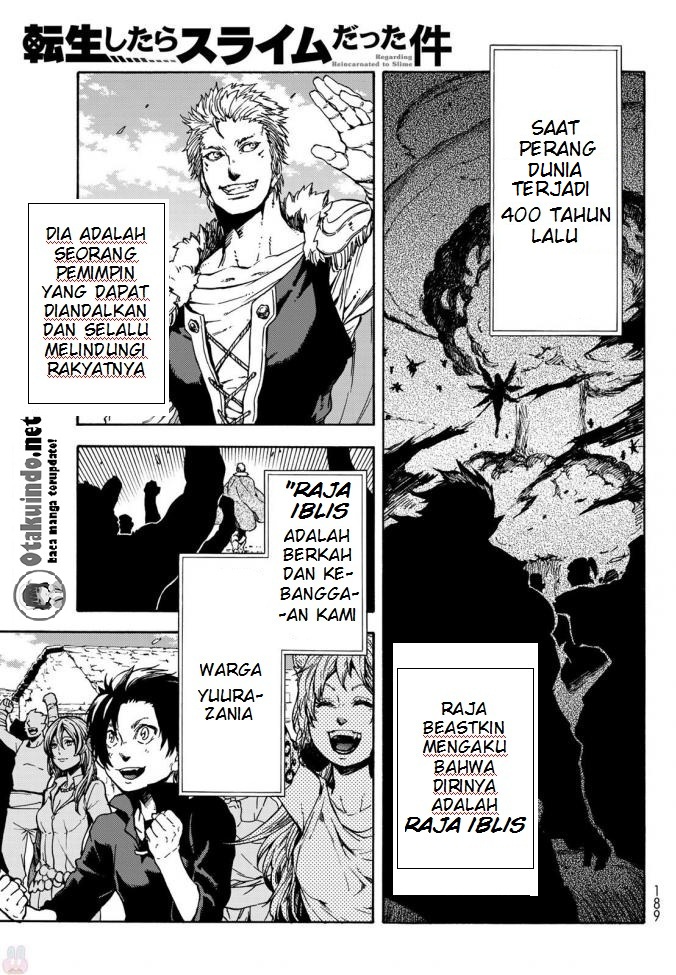 転生したらスライムだった件
Regarding
Reincarnated to Slime
SAAT
PERANG
DUNIA
TERJADI
400 TAHUN
LALU
RAJA
BEASTKIN
MENGAKU
BAHWA
DIRINYA
ADALAH
RAJA IBLIS
DIA ADALAH
SEORANG
PEMIMPIN
YANG DAPAT
DIANDALKAN
DAN SELALU
MELINDUNGI
RAKYATNYA
"RAJA
IBLIS
ADALAH
BERKAH
DAN KE-
BANGGA-
-AN KAMI
WARGA
YUURA-
ZANIA
Otakuindo.net
baca manga terupdate!
189